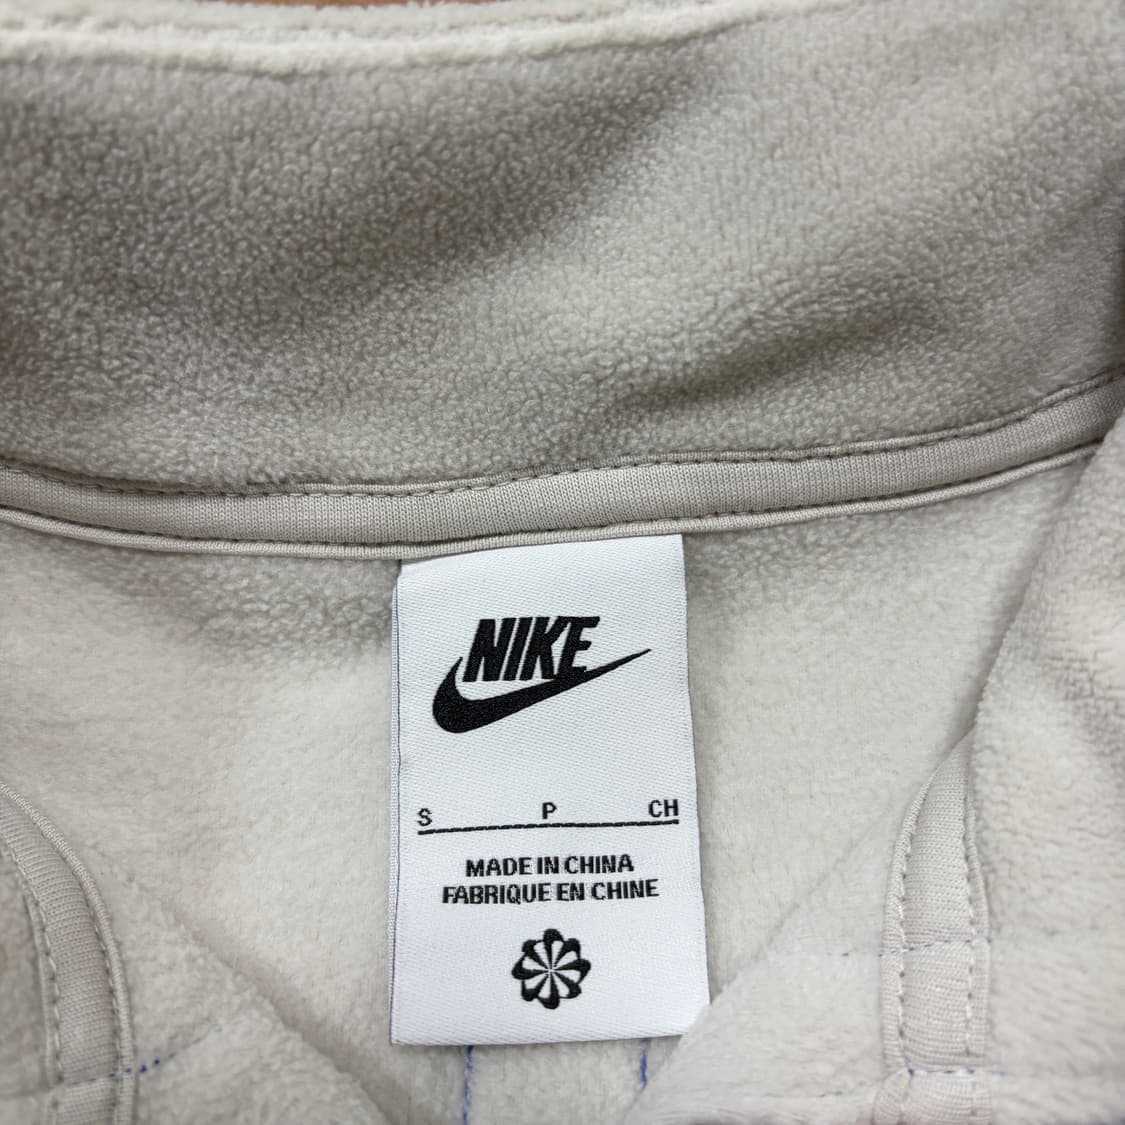 NIKE
S P CH
MADE IN CHINA
FABRIQUE EN CHINE